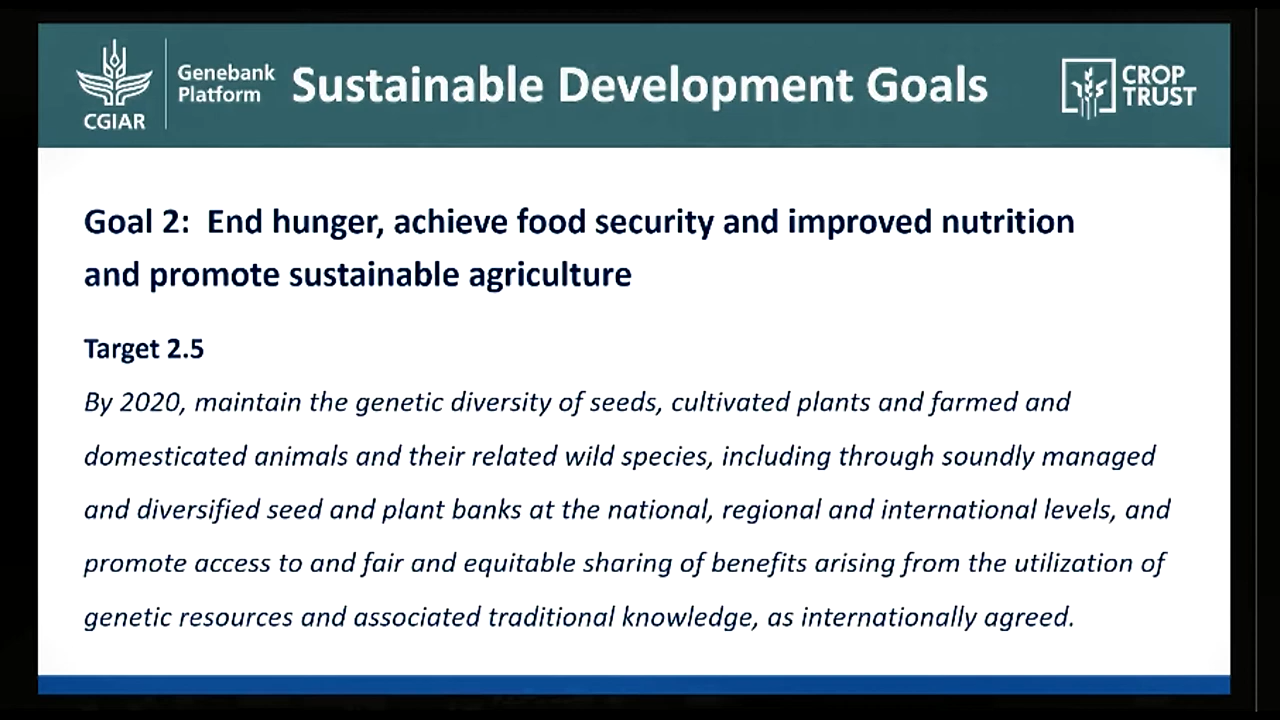 CGIAR
Genebank
Platform
Sustainable Development Goals
CROP
TRUST
Goal 2: End hunger, achieve food security and improved nutrition
and promote sustainable agriculture
Target 2.5
By 2020, maintain the genetic diversity of seeds, cultivated plants and farmed and
domesticated animals and their related wild species, including through soundly managed
and diversified seed and plant banks at the national, regional and international levels, and
promote access to and fair and equitable sharing of benefits arising from the utilization of
genetic resources and associated traditional knowledge, as internationally agreed.